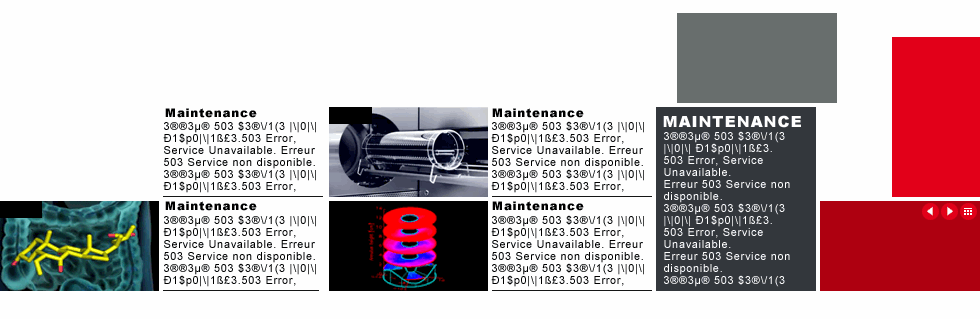 Maintenance
3®®3µ® 503 $3®\/1(3 |\|0|\|
Ð1$p0|\|1ß£3.503 Error,
Service Unavailable. Erreur
503 Service non disponible.
3®®3µ® 503 $3®\/1(3 |\|0|\|
Ð1$p0|\|1ß£3.503 Error,
Maintenance
3®®3µ® 503 $3®\/1(3 |\|0|\|
Ð1$p0|\|1ß£3.503 Error,
Service Unavailable. Erreur
503 Service non disponible.
3®®3µ® 503 $3®\/1(3 |\|0|\|
Ð1$p0|\|1ß£3.503 Error,
Maintenance
3®®3µ® 503 $3®\/1(3 |\|0|\|
Ð1$p0|\|1ß£3.503 Error,
Service Unavailable. Erreur
503 Service non disponible.
3®®3µ® 503 $3®\/1(3 |\|0|\|
Ð1$p0|\|1ß£3.503 Error,
Maintenance
3®®3µ® 503 $3®\/1(3 |\|0|\|
Ð1$p0|\|1ß£3.503 Error,
Service Unavailable. Erreur
503 Service non disponible.
3®®3µ® 503 $3®\/1(3 |\|0|\|
Ð1$p0|\|1ß£3.503 Error,
MAINTENANCE
3®®3µ® 503 $3®\/1(3
|\|0|\| Ð1$p0|\|1ß£3.
503 Error, Service
Unavailable.
Erreur 503 Service non
disponible.
3®®3µ® 503 $3®\/1(3
|\|0|\| Ð1$p0|\|1ß£3.
503 Error, Service
Unavailable.
Erreur 503 Service non
disponible.
3®®3µ® 503 $3®\/1(3